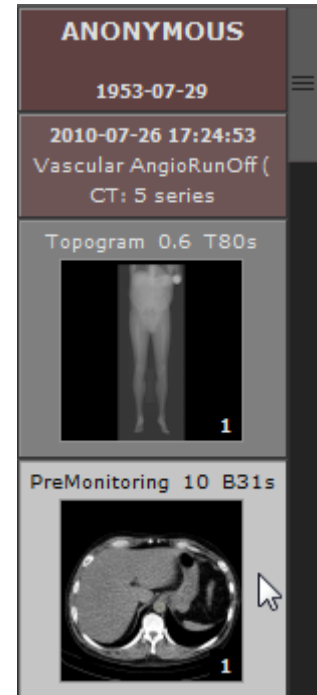 ANONYMOUS
1953-07-29
2010-07-26 17:24:53
Vascular AngioRunOff (
CT: 5 series
Topogram 0.6 T80s
1
PreMonitoring 10 B31s
1